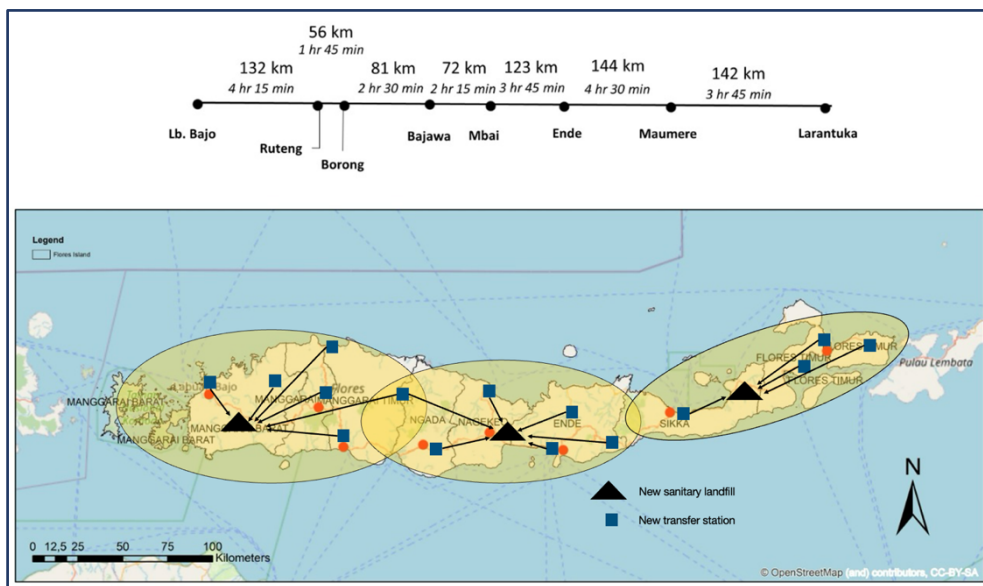 56 km
1 hr 45 min
132 km
4 hr 15 min
81 km
2 hr 30 min
72 km
2 hr 15 min
123 km
3 hr 45 min
144 km
4 hr 30 min
142 km
3 hr 45 min
Lb. Bajo
Ruteng
Borong
Bajawa
Mbai
Ende
Maumere
Larantuka
Legend
Flores Island
Bajo
Flores
MANGGARAI BARAT
MANGGARAI
MANGGARAI TIMUR
MANGGARAI BARAT
MANGGARAI BARAT
NGADA
NAGEKEO
ENDE
SIKKA
FLORES TIMUR
FLORES TIMUR
FLORES TIMUR
Pulau Lembata
New sanitary landfill
New transfer station
N
0 12,5 25 50 75 100
Kilometers
© OpenStreetMap (and) contributors, CC-BY-SA